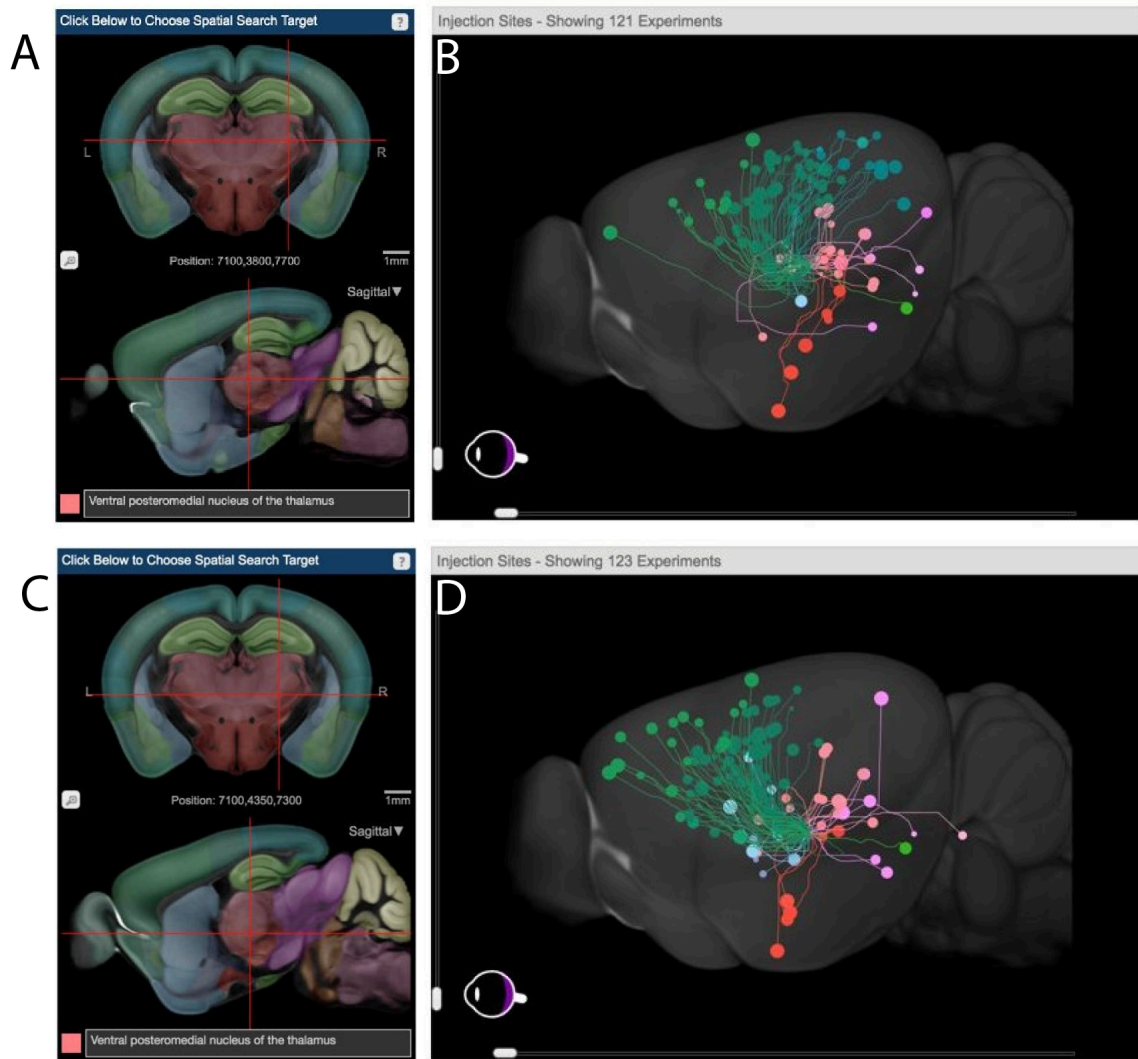 A
Click Below to Choose Spatial Search Target ?
L R
Position: 7100,3800,7700 1mm
Sagittal▼
Ventral posteromedial nucleus of the thalamus
B
Injection Sites - Showing 121 Experiments
C
Click Below to Choose Spatial Search Target ?
L R
Position: 7100,4350,7300 1mm
Sagittal▼
Ventral posteromedial nucleus of the thalamus
D
Injection Sites - Showing 123 Experiments